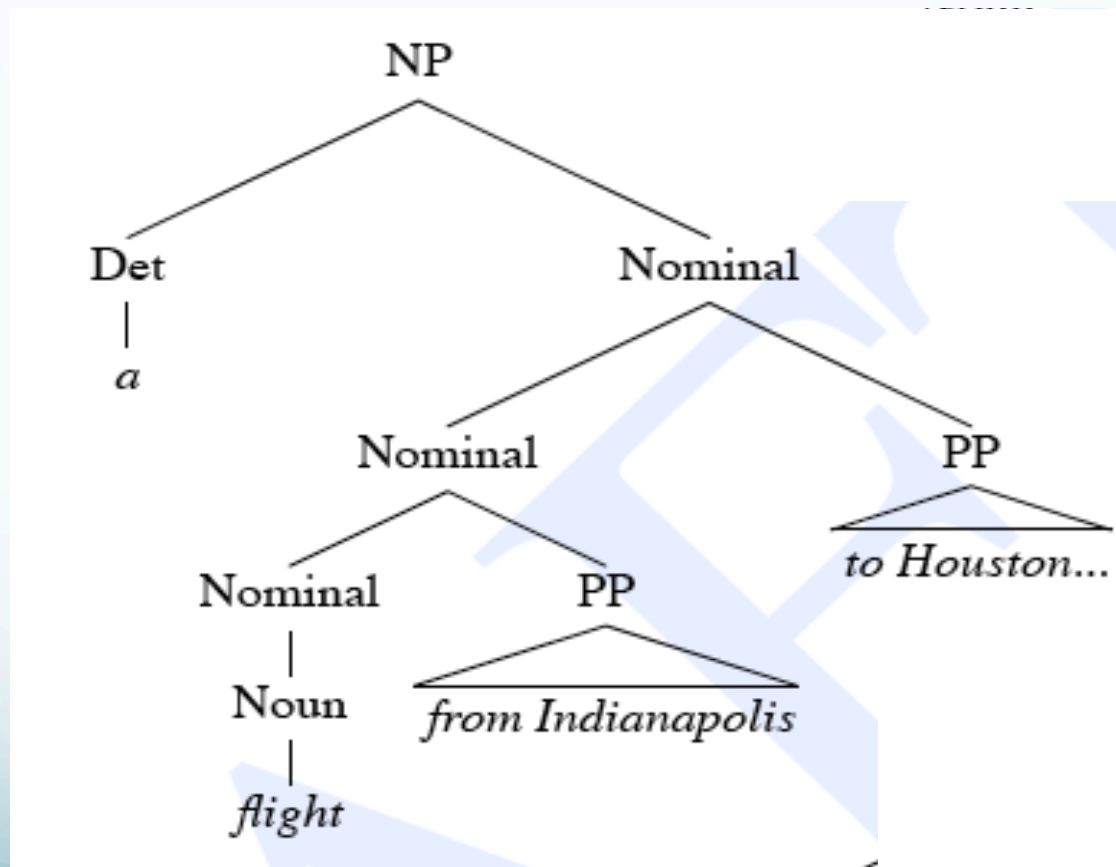 NP
Det Nominal
a
Nominal PP
to Houston...
Nominal PP
Noun
from Indianapolis
flight